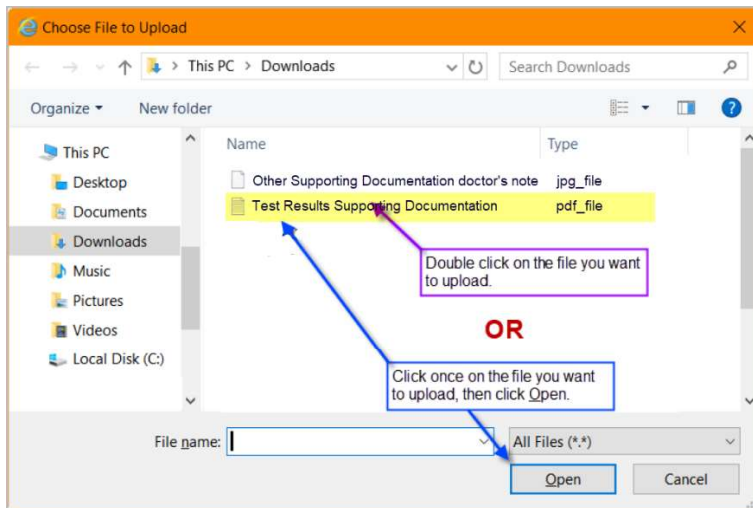 Choose File to Upload
This PC > Downloads
Search Downloads
Organize
New folder
Name
Type
This PC
Desktop
Documents
Downloads
Music
Pictures
Videos
Local Disk (C:)
Other Supporting Documentation doctor's note jpg_file
Test Results Supporting Documentation pdf_file
Double click on the file you want
to upload.
OR
Click once on the file you want
to upload, then click Open.
File name:
All Files (*.*)
Open
Cancel